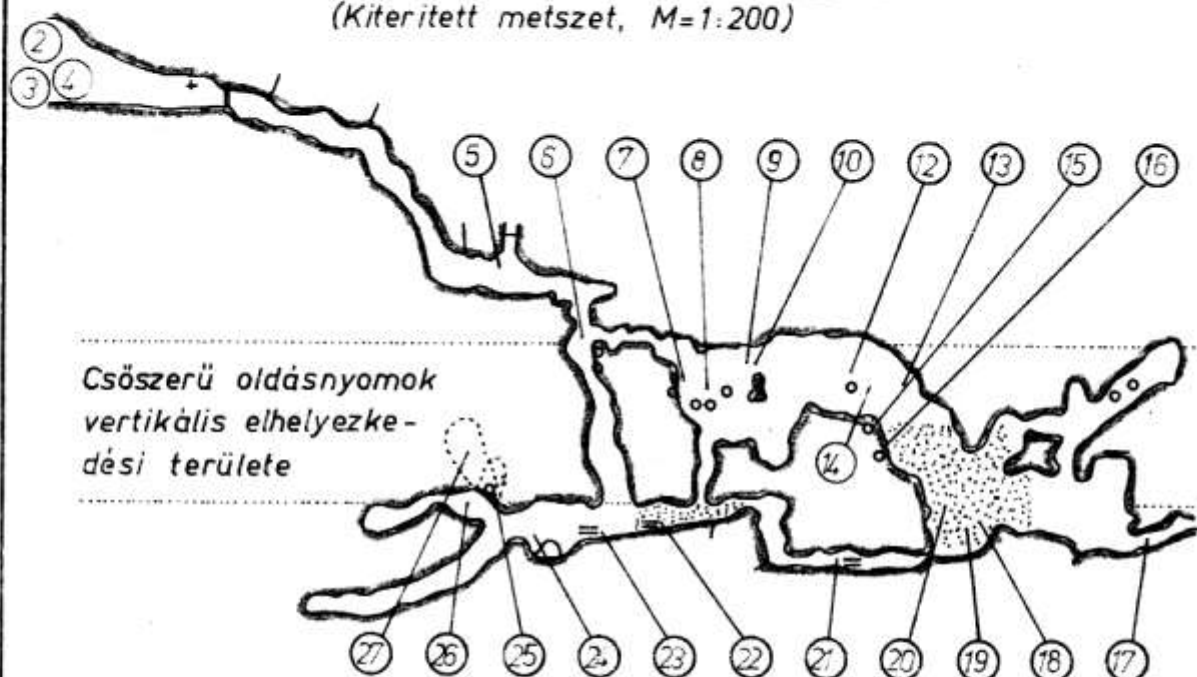 (Kiterített metszet, M=1:200)
2
3 4
5 6 7 8 9 10 12 13 15 16
Csöszerű oldásnyomok
vertikális elhelyezke-
dési területe
14
27 26 25 24 23 22 21 20 19 18 17